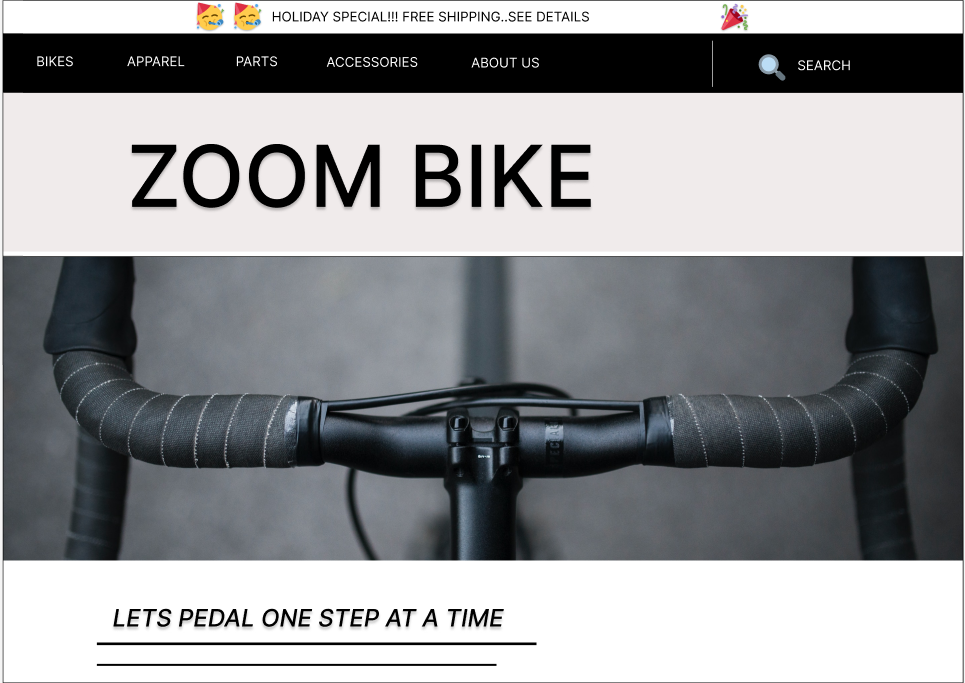 HOLIDAY SPECIAL!!! FREE SHIPPING..SEE DETAILS
BIKES APPAREL PARTS ACCESSORIES ABOUT US SEARCH
ZOOM BIKE
LETS PEDAL ONE STEP AT A TIME